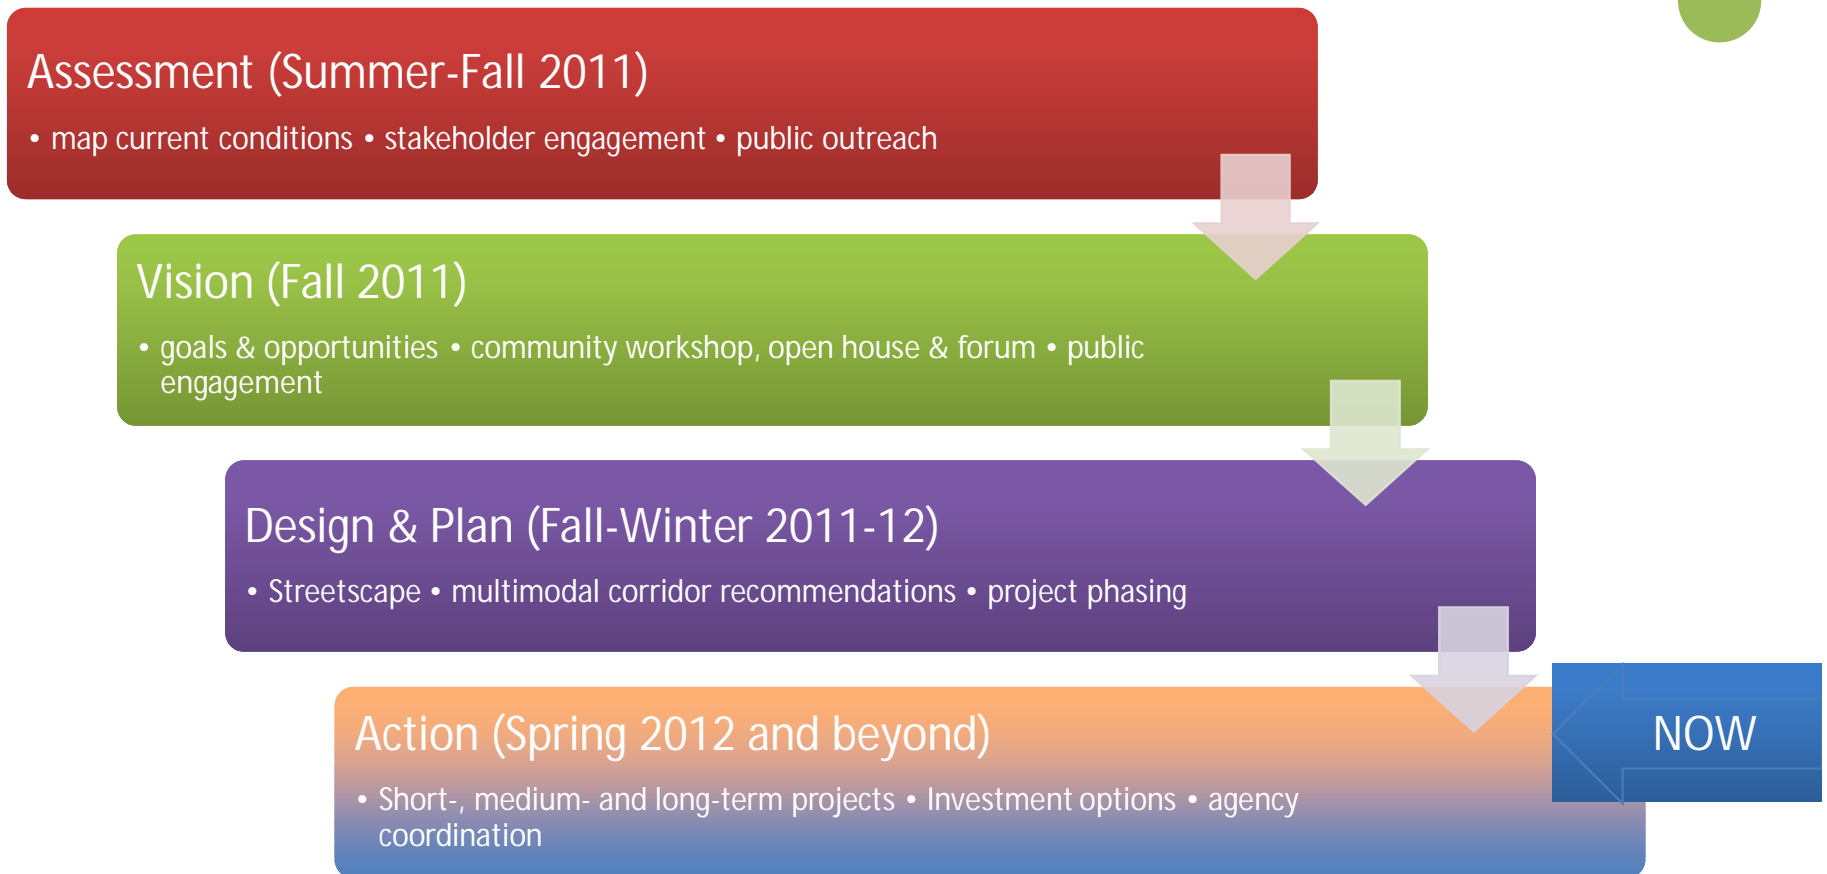 Assessment (Summer-Fall 2011)
• map current conditions • stakeholder engagement • public outreach
Vision (Fall 2011)
• goals & opportunities • community workshop, open house & forum • public
engagement
Design & Plan (Fall-Winter 2011-12)
• Streetscape • multimodal corridor recommendations • project phasing
Action (Spring 2012 and beyond)
• Short-, medium- and long-term projects • Investment options • agency
coordination
NOW